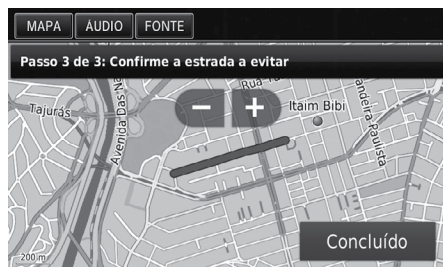 MAPA ÁUDIO FONTE
Passo 3 de 3: Confirme a estrada a evitar
Tajurás
Avenida Das
Itaim Bibi
andeira Paulista
Concluído
200 m